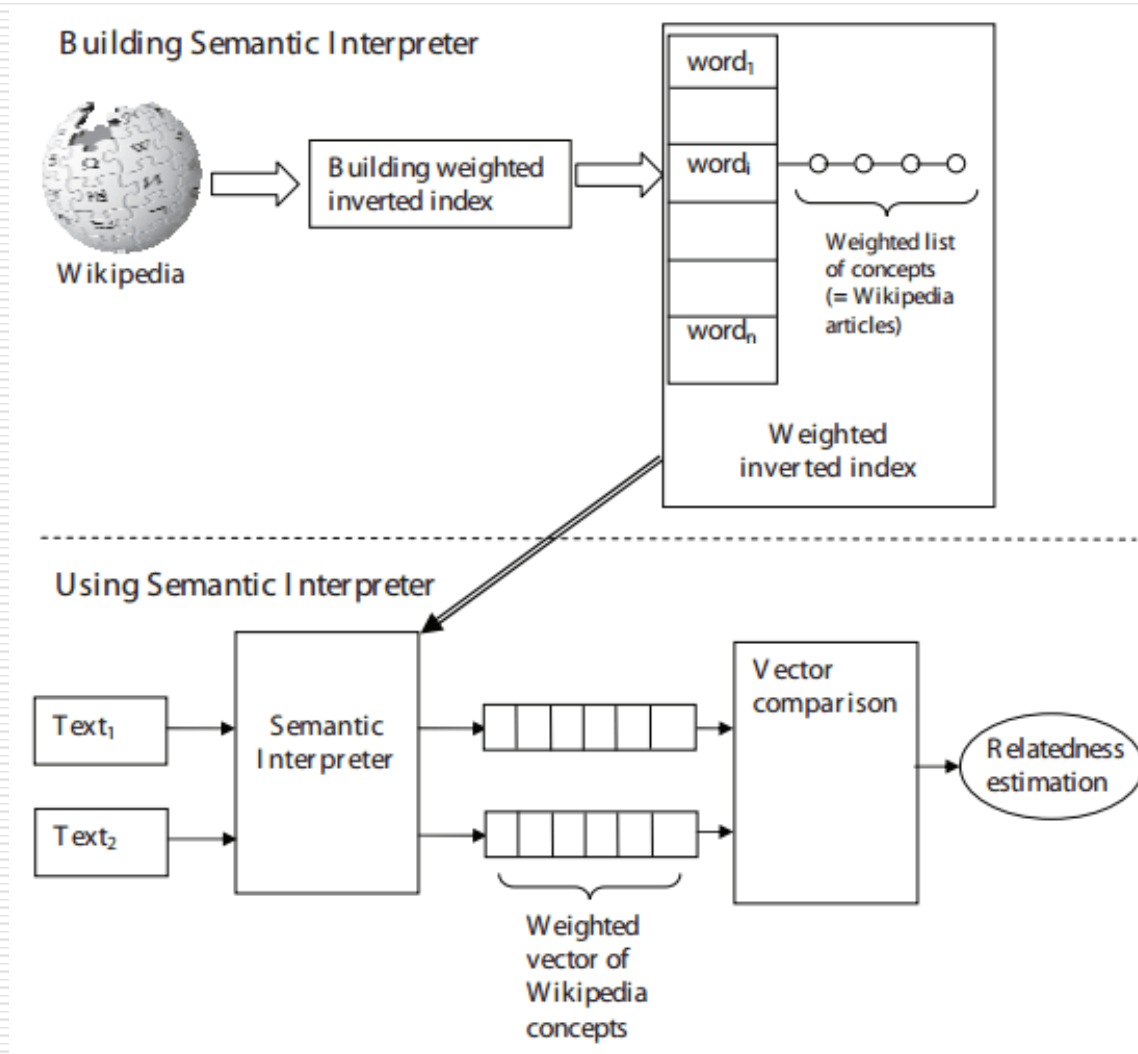 Building Semantic Interpreter
word1
Building weighted
inverted index
wordi
Wikipedia
Weighted list
of concepts
(= Wikipedia
articles)
wordn
Weighted
inverted index
Using Semantic Interpreter
Text1
Semantic
Interpreter
Vector
comparison
Relatedness
estimation
Text2
Weighted
vector of
Wikipedia
concepts